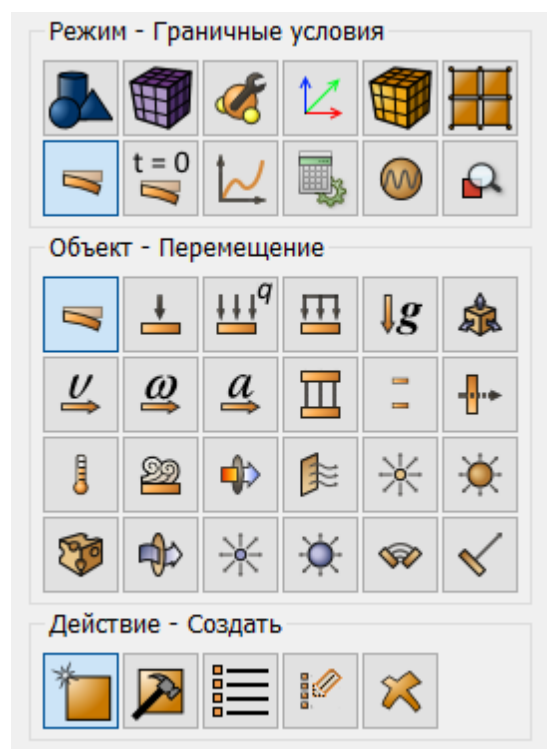 Режим - Граничные условия
t = 0
Объект - Перемещение
q
g
υ ω a
Действие - Создать